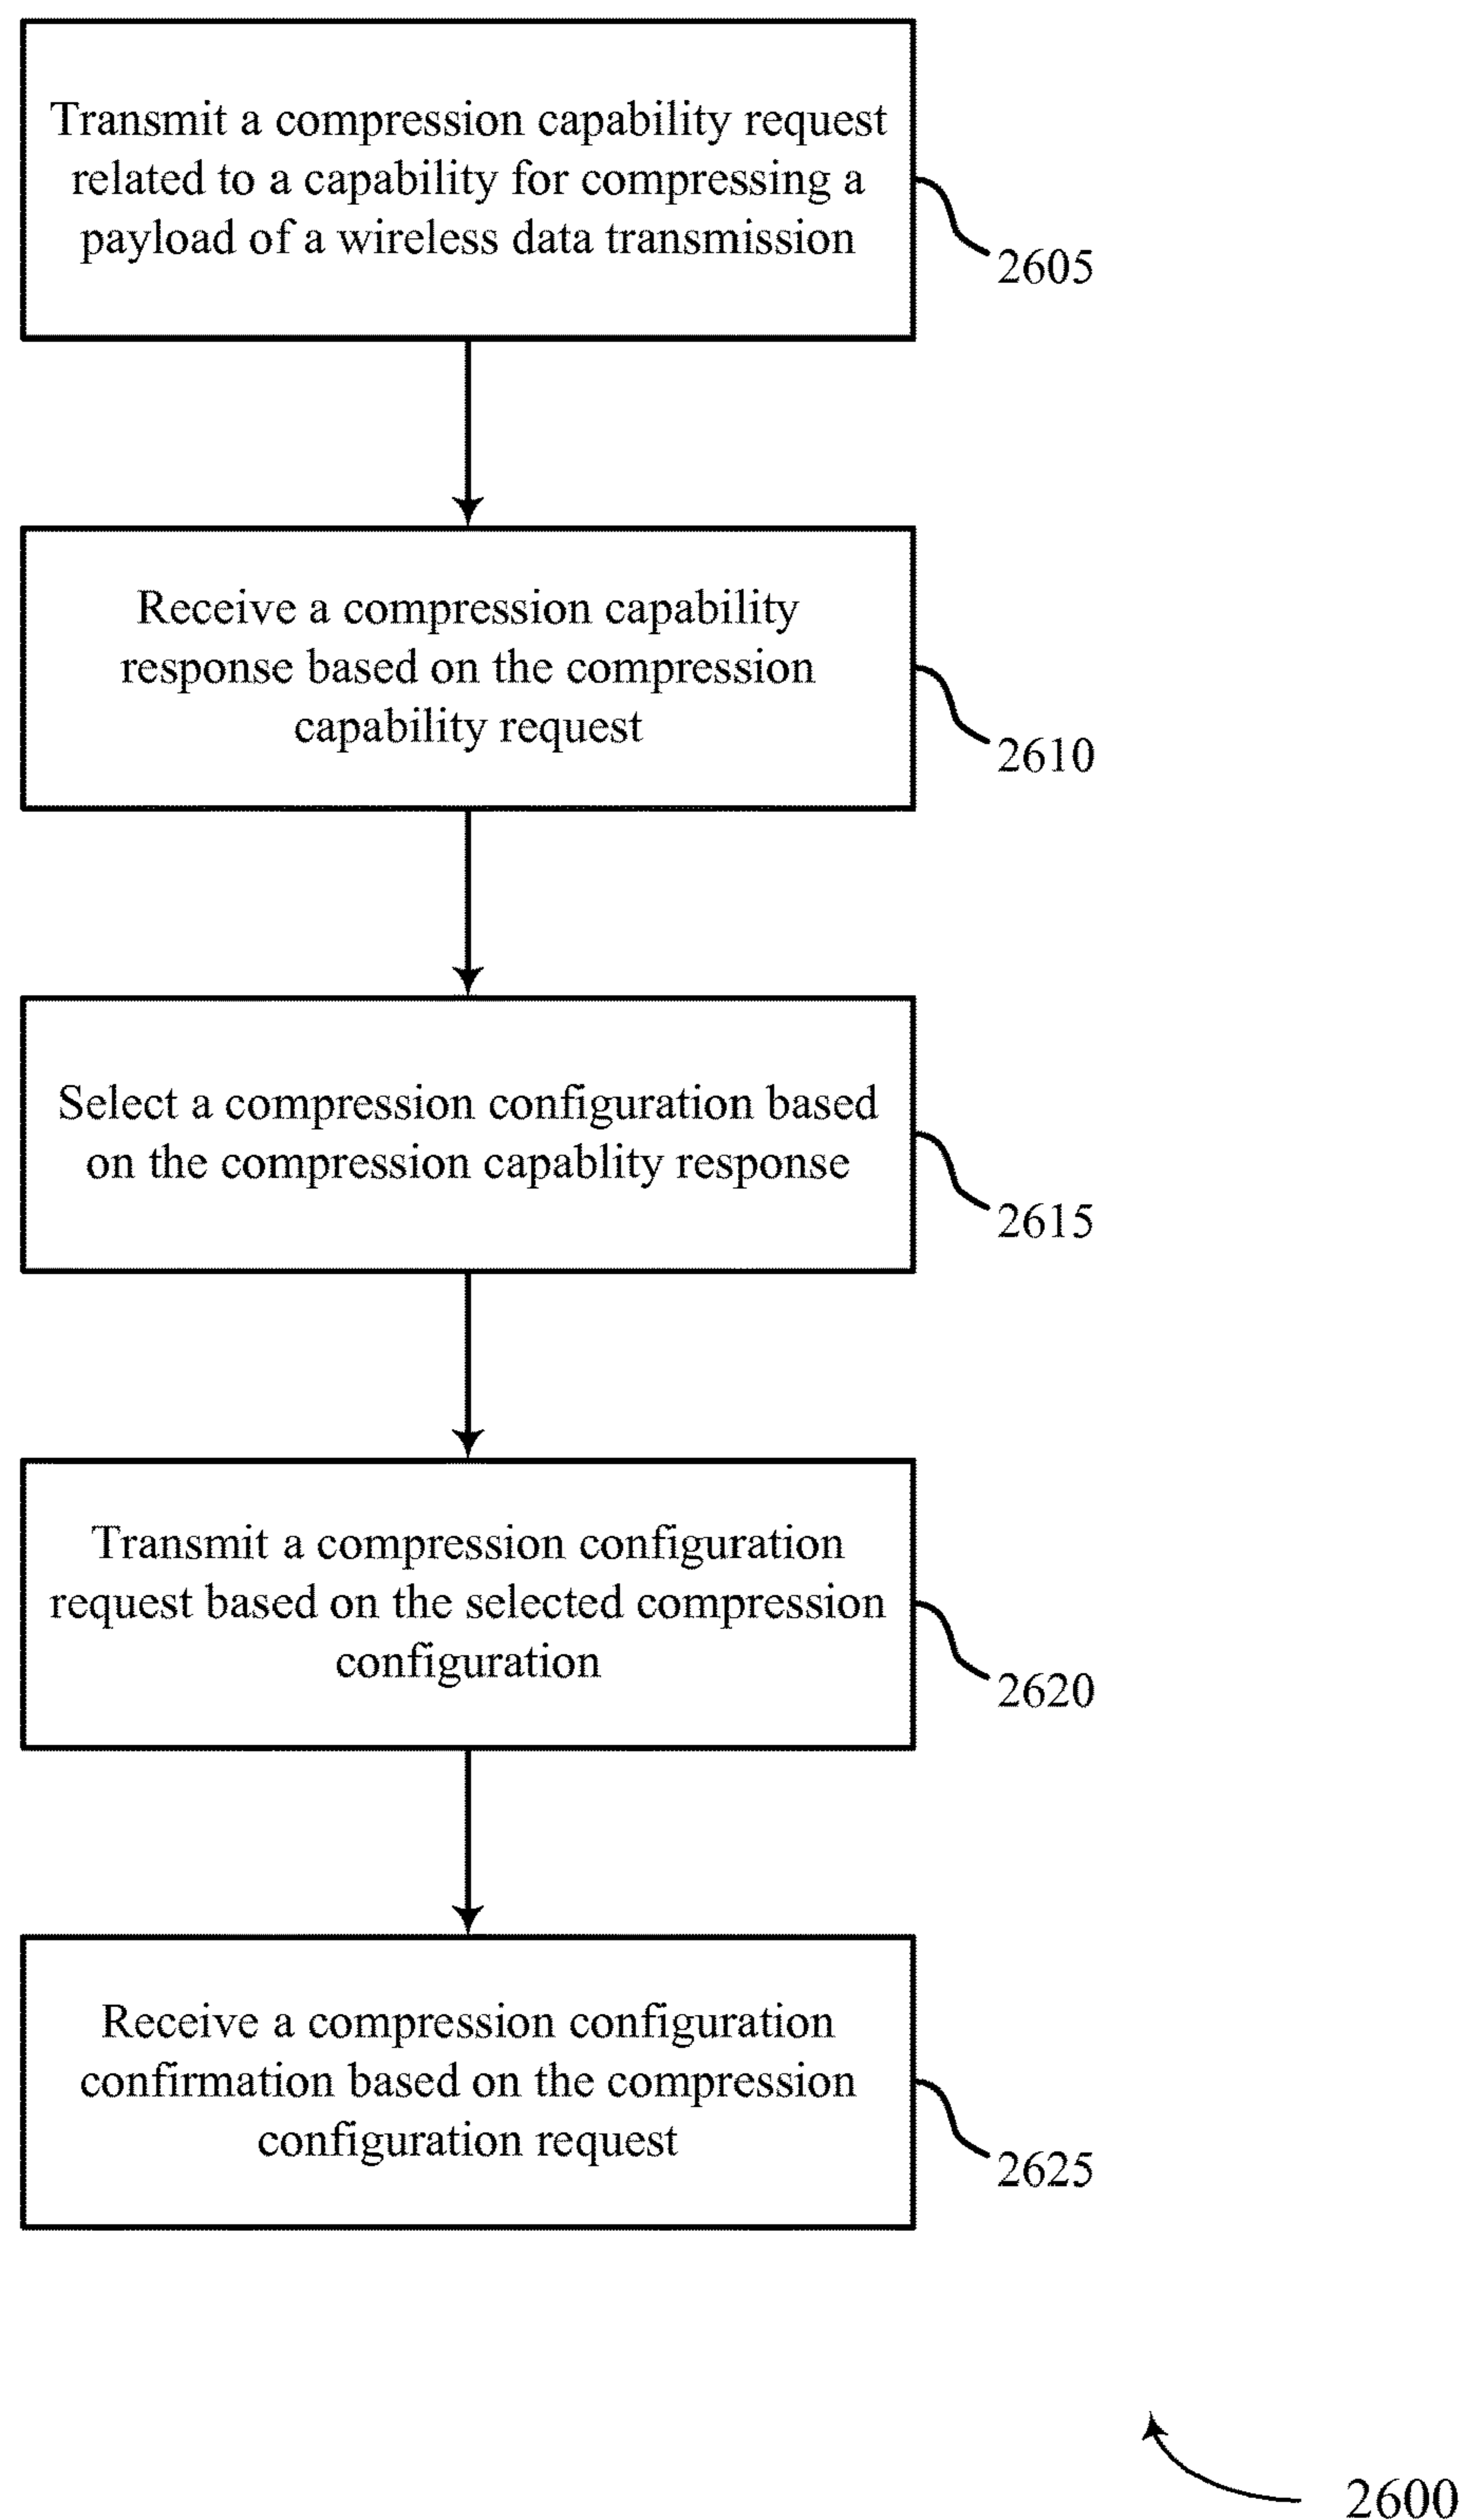 Transmit a compression capability request
related to a capability for compressing a
payload of a wireless data transmission
2605
Receive a compression capability
response based on the compression
capability request
2610
Select a compression configuration based
on the compression capablity response
2615
Transmit a compression configuration
request based on the selected compression
configuration
2620
Receive a compression configuration
confirmation based on the compression
configuration request
2625
2600